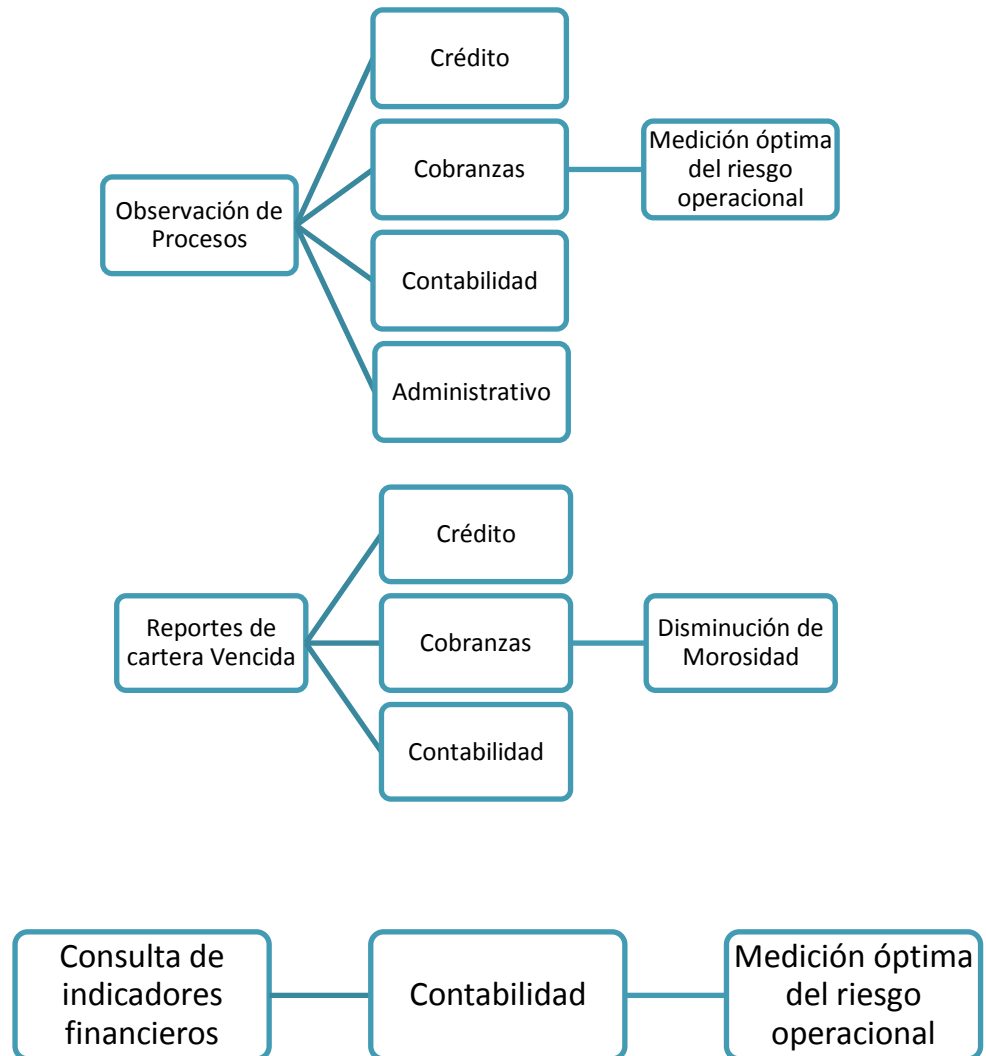 Crédito
Cobranzas
Medición óptima
del riesgo
operacional
Observación de
Procesos
Contabilidad
Administrativo
Crédito
Reportes de
cartera Vencida
Cobranzas
Disminución de
Morosidad
Contabilidad
Consulta de
indicadores
financieros
Contabilidad
Medición óptima
del riesgo
operacional